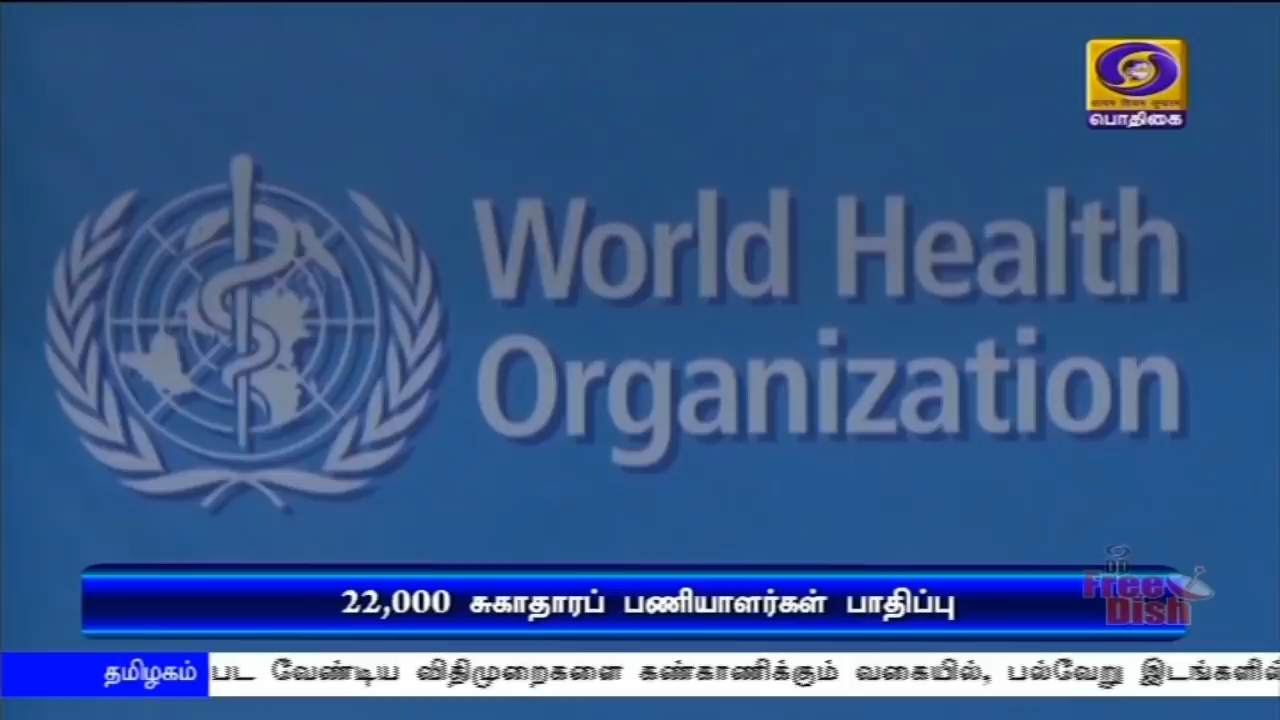 பொதிகை
World Health
Organization
22,000 சுகாதாரப் பணியாளர்கள் பாதிப்பு
DD
Free
Dish
தமிழகம் பட வேண்டிய விதிமுறைகளை கண்காணிக்கும் வகையில், பல்வேறு இடங்களில்